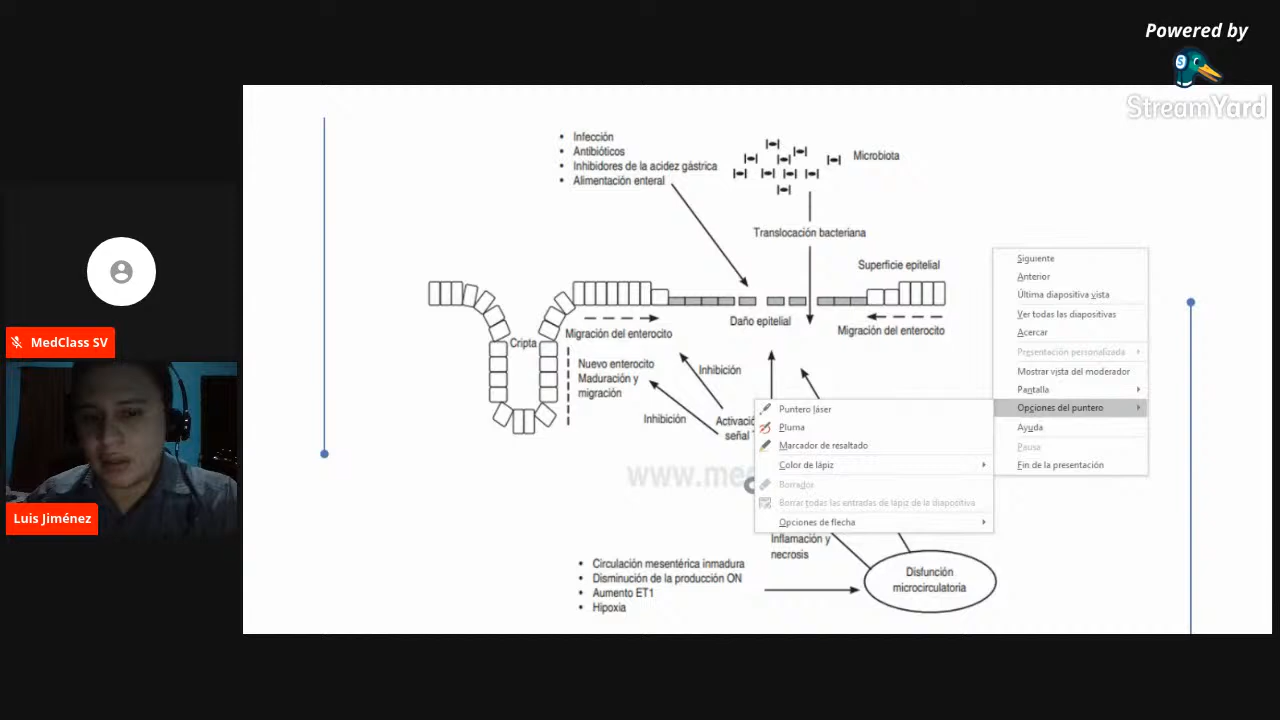 Powered by
S
StreamYard
• Infección
• Antibióticos
• Inhibidores de la acidez gástrica
• Alimentación enteral
Microbiota
Translocación bacteriana
Superficie epitelial
Migración del enterocito
Daño epitelial
Migración del enterocito
Cripta
Nuevo enterocito
Maduración y
migración
Inhibición
Inhibición
señal
www.me
Inflamación y
necrosis
• Circulación mesentérica inmadura
• Disminución de la producción ON
• Aumento ET1
• Hipoxia
Disfunción
microcirculatoria
Siguiente
Anterior
Última diapositiva vista
Ver todas las diapositivas
Acercar
Presentación personalizada
Mostrar vista del moderador
Pantalla
Opciones del puntero
Ayuda
Pausa
Fin de la presentación
Puntero láser
Pluma
Marcador de resaltado
Color de lápiz
Borrador
Borrar todas las entradas de lápiz de la diapositiva
Opciones de flecha
MedClass SV
Luis Jiménez